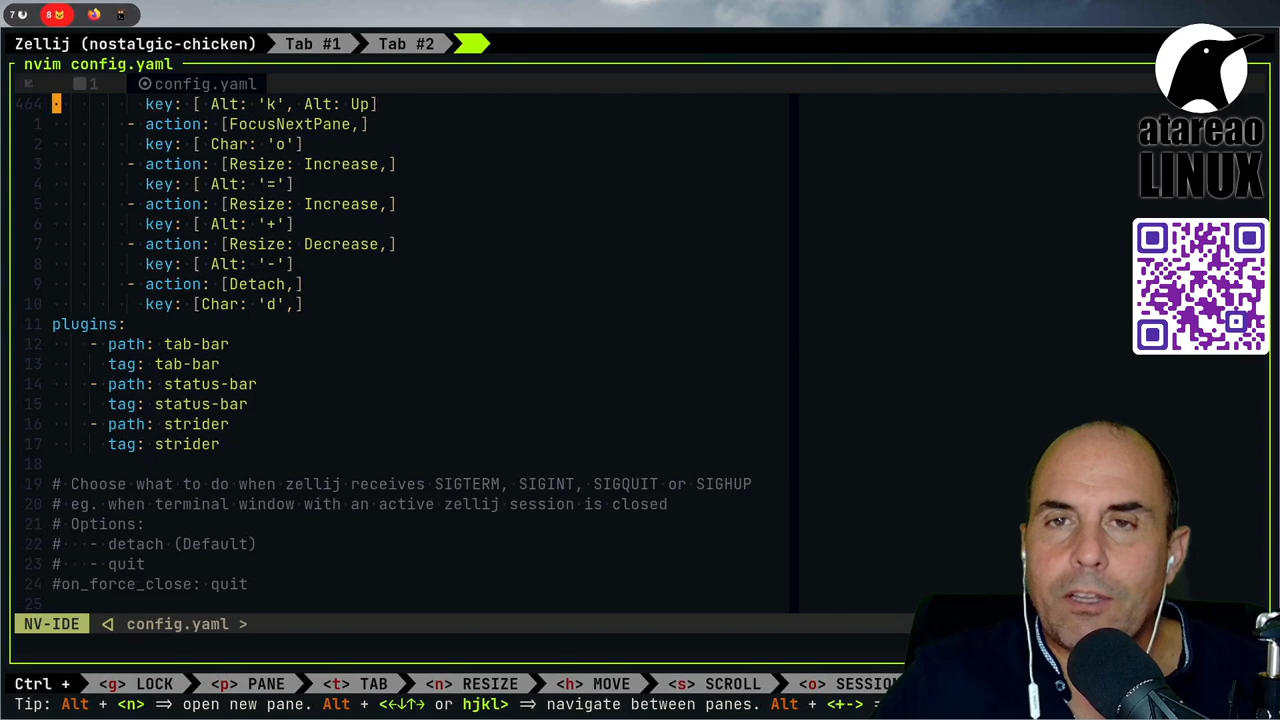 7 8
Zellij (nostalgic-chicken) Tab #1 Tab #2
nvim config.yaml
1 config.yaml
464 key: [ Alt: 'k', Alt: Up]
1 - action: [FocusNextPane,]
2 key: [ Char: 'o']
3 - action: [Resize: Increase,]
4 key: [ Alt: '=']
5 - action: [Resize: Increase,]
6 key: [ Alt: '+']
7 - action: [Resize: Decrease,]
8 key: [ Alt: '-']
9 - action: [Detach,]
10 key: [Char: 'd',]
11 plugins:
12 - path: tab-bar
13 tag: tab-bar
14 - path: status-bar
15 tag: status-bar
16 - path: strider
17 tag: strider
18
19 # Choose what to do when zellij receives SIGTERM, SIGINT, SIGQUIT or SIGHUP
20 # eg. when terminal window with an active zellij session is closed
21 # Options:
22 # - detach (Default)
23 # - quit
24 #on_force_close: quit
25
NV-IDE config.yaml >
Ctrl + <g> LOCK <p> PANE <t> TAB <n> RESIZE <h> MOVE <s> SCROLL <o> SESSION
Tip: Alt + <n> => open new pane. Alt + <←↓↑→> or hjkl> => navigate between panes. Alt + <+-> =
atareao
LINUX